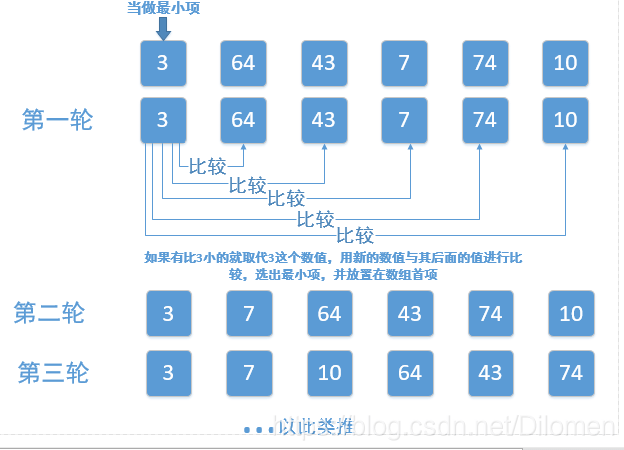 当做最小项
3 64 43 7 74 10
第一轮 3 64 43 7 74 10
比较
比较
比较
比较
比较
如果有比3小的就取代3这个数值，用新的数值与其后面的值进行比
较，选出最小项，并放置在数组首项
第二轮 3 7 64 43 74 10
第三轮 3 7 10 64 43 74
...以此类推
https://blog.csdn.net/Dilomen